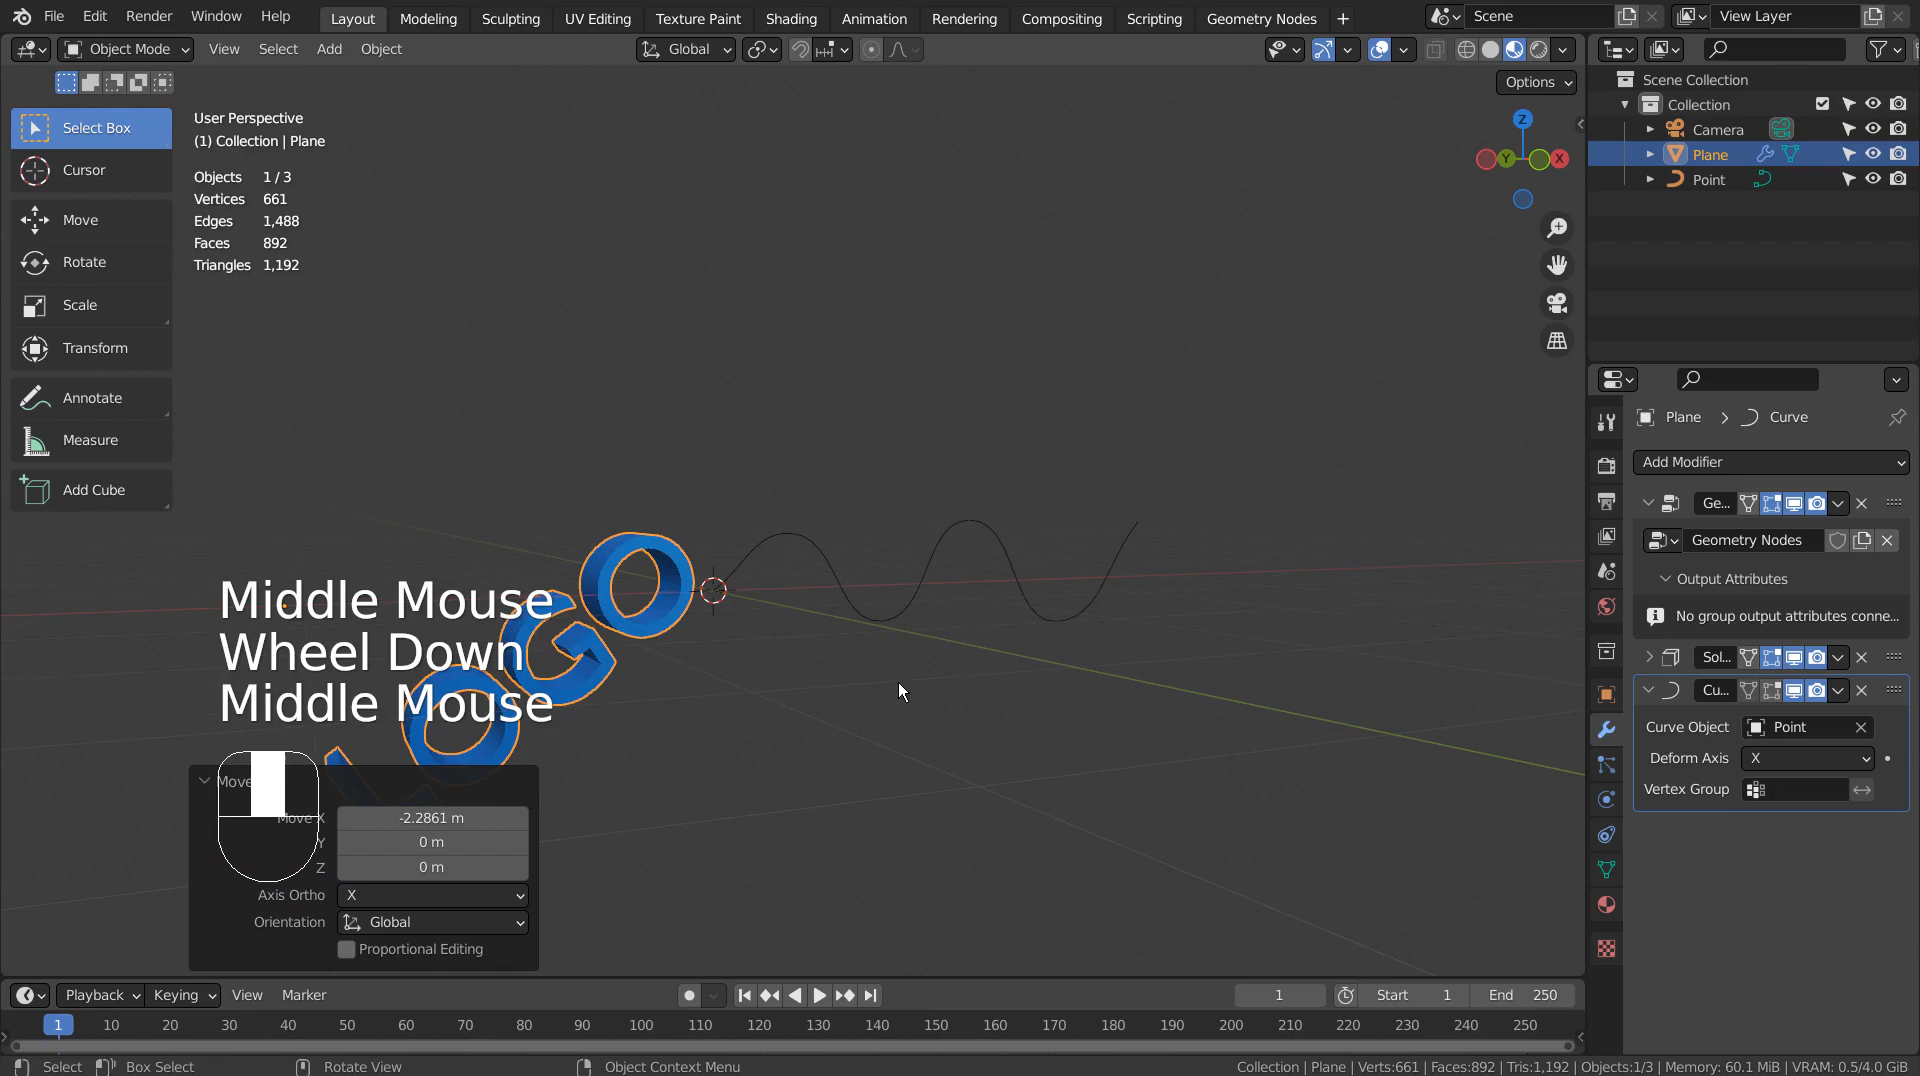 File Edit Render Window Help Layout Modeling Sculpting UV Editing Texture Paint Shading Animation Rendering Compositing Scripting Geometry Nodes + Scene View Layer
Object Mode View Select Add Object Global
Options
Select Box
Cursor
Move
Rotate
Scale
Transform
Annotate
Measure
Add Cube
User Perspective
(1) Collection | Plane
Objects 1 / 3
Vertices 661
Edges 1,488
Faces 892
Triangles 1,192
Z
Y X
LOGO
Middle Mouse
Wheel Down
Middle Mouse
Move
Move X -2.2861 m
Y 0 m
Z 0 m
Axis Ortho X
Orientation Global
Proportional Editing
Scene Collection
Collection
Camera
Plane
Point
Plane > Curve
Add Modifier
Ge...
Geometry Nodes
Output Attributes
No group output attributes conne...
Sol...
Cu...
Curve Object Point
Deform Axis X
Vertex Group
Playback Keying View Marker 1 Start 1 End 250
1 10 20 30 40 50 60 70 80 90 100 110 120 130 140 150 160 170 180 190 200 210 220 230 240 250
Select Box Select Rotate View Object Context Menu Collection | Plane | Verts:661 | Faces:892 | Tris:1,192 | Objects:1/3 | Memory: 60.1 MiB | VRAM: 0.5/4.0 GiB